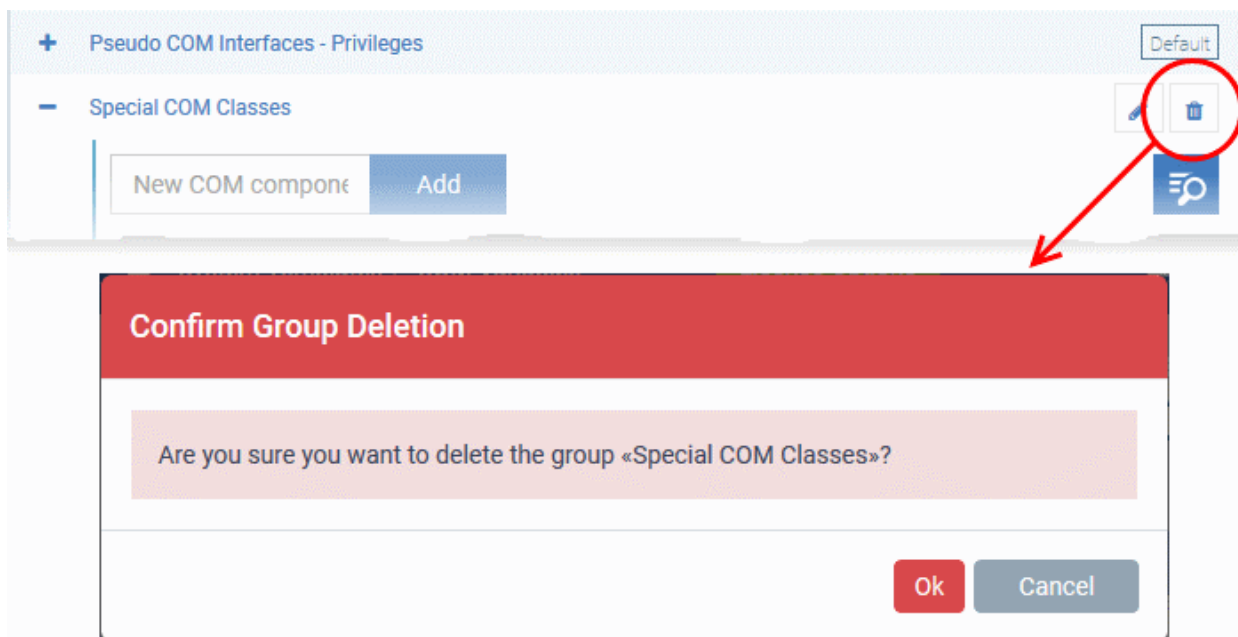 Pseudo COM Interfaces - Privileges
Default
Special COM Classes
New COM compone
Add
Confirm Group Deletion
Are you sure you want to delete the group «Special COM Classes»?
Ok
Cancel